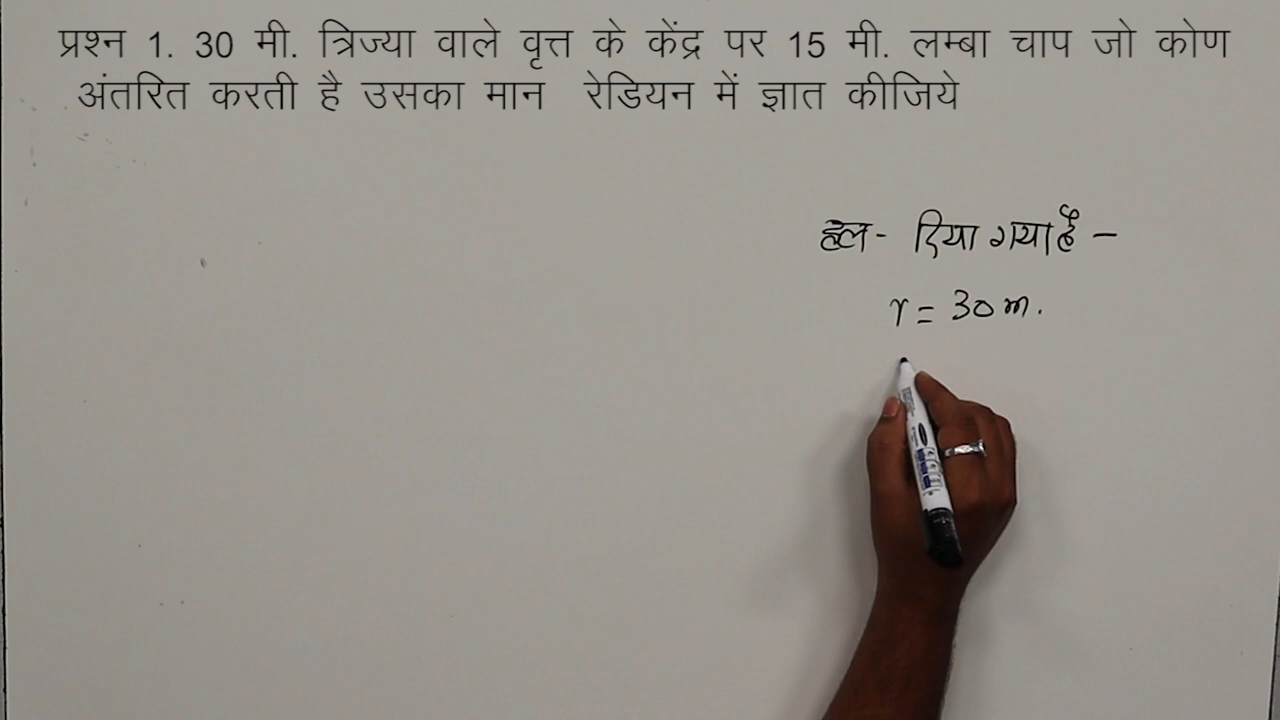 प्रश्न 1. 30 मी. त्रिज्या वाले वृत्त के केंद्र पर 15 मी. लम्बा चाप जो कोण
अंतरित करती है उसका मान रेडियन में ज्ञात कीजिये
हल- दिया गया है –
r = 30 m.